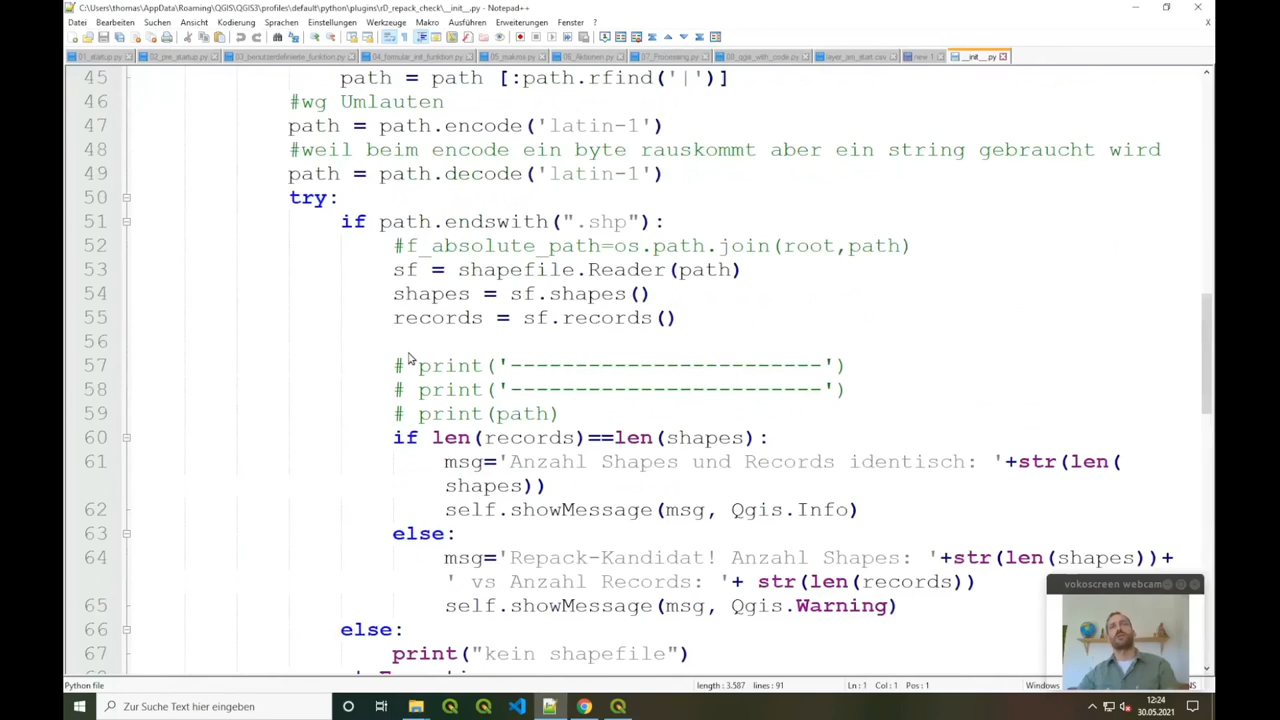 C:\Users\thomas\AppData\Roaming\QGIS\QGIS3\profiles\default\python\plugins\rD_repack_check\__init__.py - Notepad++
Datei Bearbeiten Suchen Ansicht Kodierung Sprachen Einstellungen Werkzeuge Makro Ausführen Erweiterungen Fenster ?
01_startup.py 02_pre_startup.py 03_benutzerdefinierte_funktion.py 04_formular_init_funktion.py 05_makros.py 06_Aktionen.py 07_Processing.py 08_qgis_with_code.py layer_am_start.csv new 1 __init__.py
45 path = path [:path.rfind('|')]
46 #wg Umlauten
47 path = path.encode('latin-1')
48 #weil beim encode ein byte rauskommt aber ein string gebraucht wird
49 path = path.decode('latin-1')
50 try:
51 if path.endswith(".shp"):
52 #f_absolute_path=os.path.join(root,path)
53 sf = shapefile.Reader(path)
54 shapes = sf.shapes()
55 records = sf.records()
56
57 # print('------------------------')
58 # print('------------------------')
59 # print(path)
60 if len(records)==len(shapes):
61 msg='Anzahl Shapes und Records identisch: '+str(len(
shapes))
62 self.showMessage(msg, Qgis.Info)
63 else:
64 msg='Repack-Kandidat! Anzahl Shapes: '+str(len(shapes))+
' vs Anzahl Records: '+ str(len(records))
65 self.showMessage(msg, Qgis.Warning)
66 else:
67 print("kein shapefile")
vokoscreen webcam
Python file length : 3.587 lines : 91 Ln : 1 Col : 1 Pos : 1 Windows NS
Zur Suche Text hier eingeben
12:24
30.05.2021